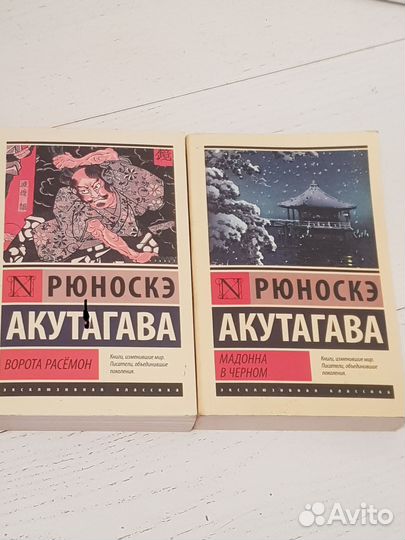 N РЮНОСКЭ
АКУТАГАВА
ВОРОТА РАСЁМОН
Книги, изменившие мир.
Писатели, объединившие
поколения.
ЭКСКЛЮЗИВНАЯ КЛАССИКА
N РЮНОСКЭ
АКУТАГАВА
МАДОННА
В ЧЕРНОМ
Книги, изменившие мир.
Писатели, объединившие
поколения.
ЭКСКЛЮЗИВНАЯ КЛАССИКА
Avito